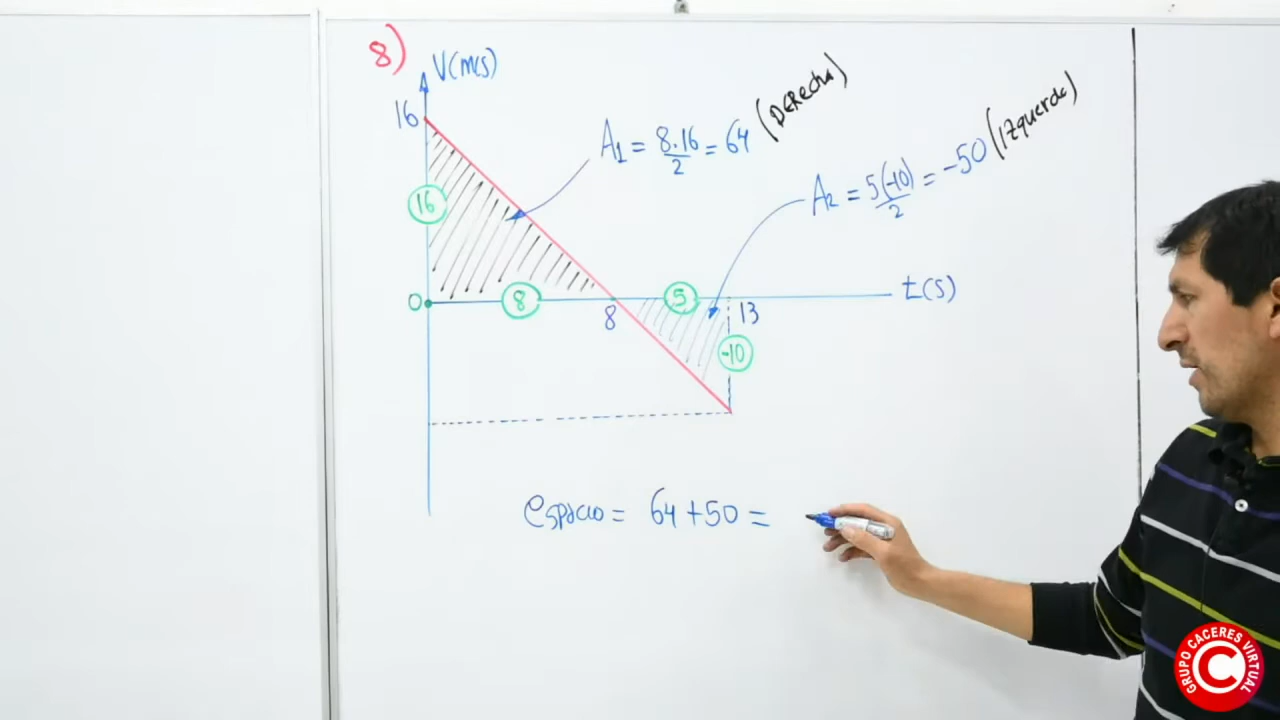 8)
V(m/s)
16
A1 = 8.16/2 = 64 (DERecha)
A2 = 5(-10)/2 = -50 (Izquierda)
16
0
8
8
5
13
t(s)
-10
espacio = 64+50 =
GRUPO CACERES VIRTUAL
C